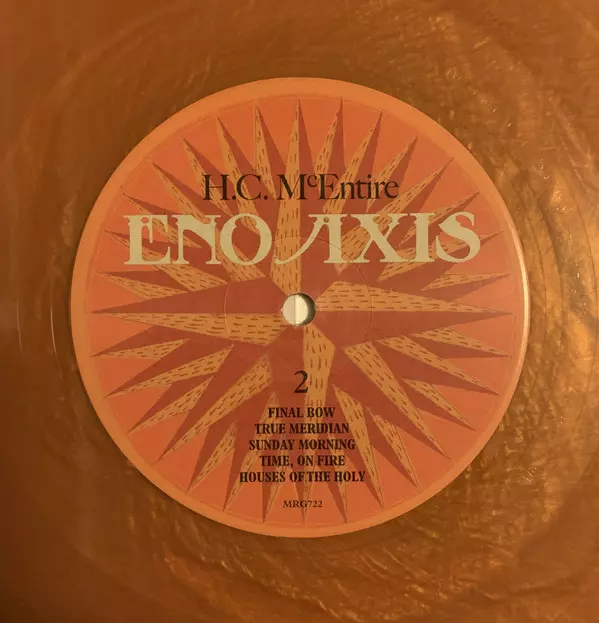 H.C. McEntire
ENO AXIS
2
FINAL BOW
TRUE MERIDIAN
SUNDAY MORNING
TIME, ON FIRE
HOUSES OF THE HOLY
MRG722